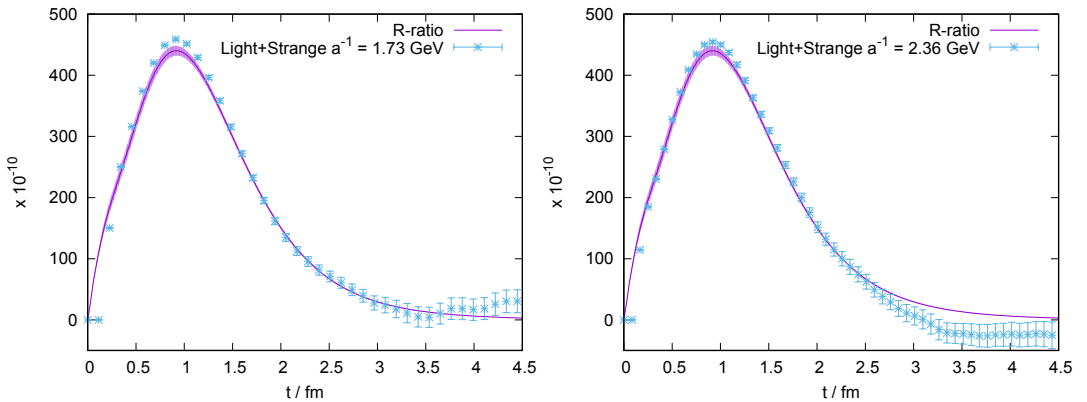 500
400
300
200
100
0
x 10⁻¹⁰
R-ratio
Light+Strange a⁻¹ = 1.73 GeV
0 0.5 1 1.5 2 2.5 3 3.5 4 4.5
t / fm
500
400
300
200
100
0
x 10⁻¹⁰
R-ratio
Light+Strange a⁻¹ = 2.36 GeV
0 0.5 1 1.5 2 2.5 3 3.5 4 4.5
t / fm